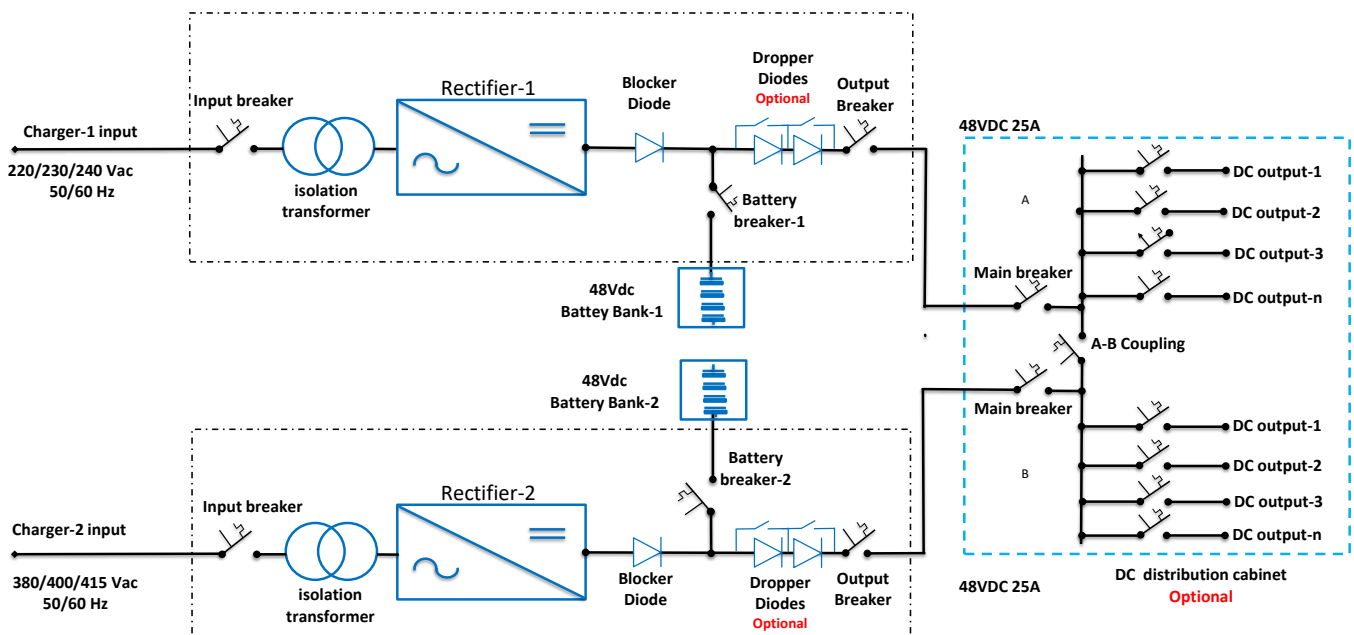 Rectifier-1
Blocker
Diode
Dropper
Diodes
Optional
Output
Breaker
Input breaker
Charger-1 input
220/230/240 Vac
50/60 Hz
isolation
transformer
Battery
breaker-1
48Vdc
Battey Bank-1
48VDC 25A
A
DC output-1
DC output-2
DC output-3
DC output-n
Main breaker
A-B Coupling
48Vdc
Battery Bank-2
Main breaker
B
DC output-1
DC output-2
DC output-3
DC output-n
Battery
breaker-2
Rectifier-2
Input breaker
Charger-2 input
380/400/415 Vac
50/60 Hz
isolation
transformer
Blocker
Diode
Dropper
Diodes
Optional
Output
Breaker
48VDC 25A
DC distribution cabinet
Optional